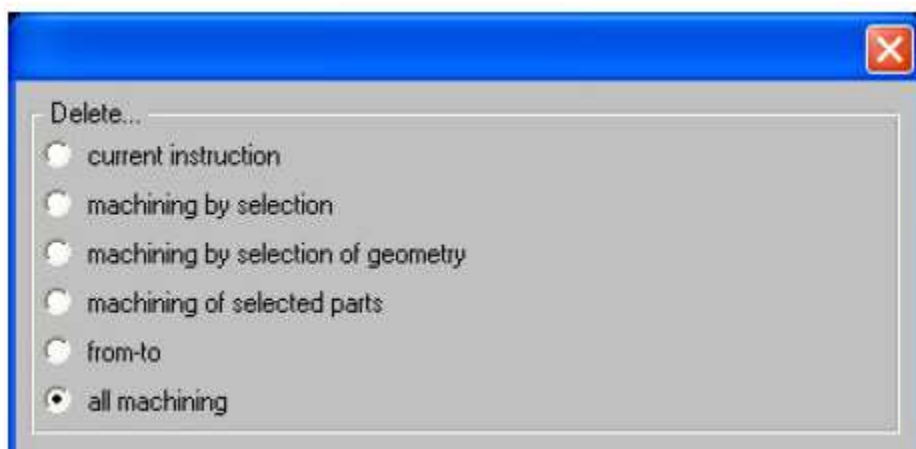 Delete...
current instruction
machining by selection
machining by selection of geometry
machining of selected parts
from-to
all machining